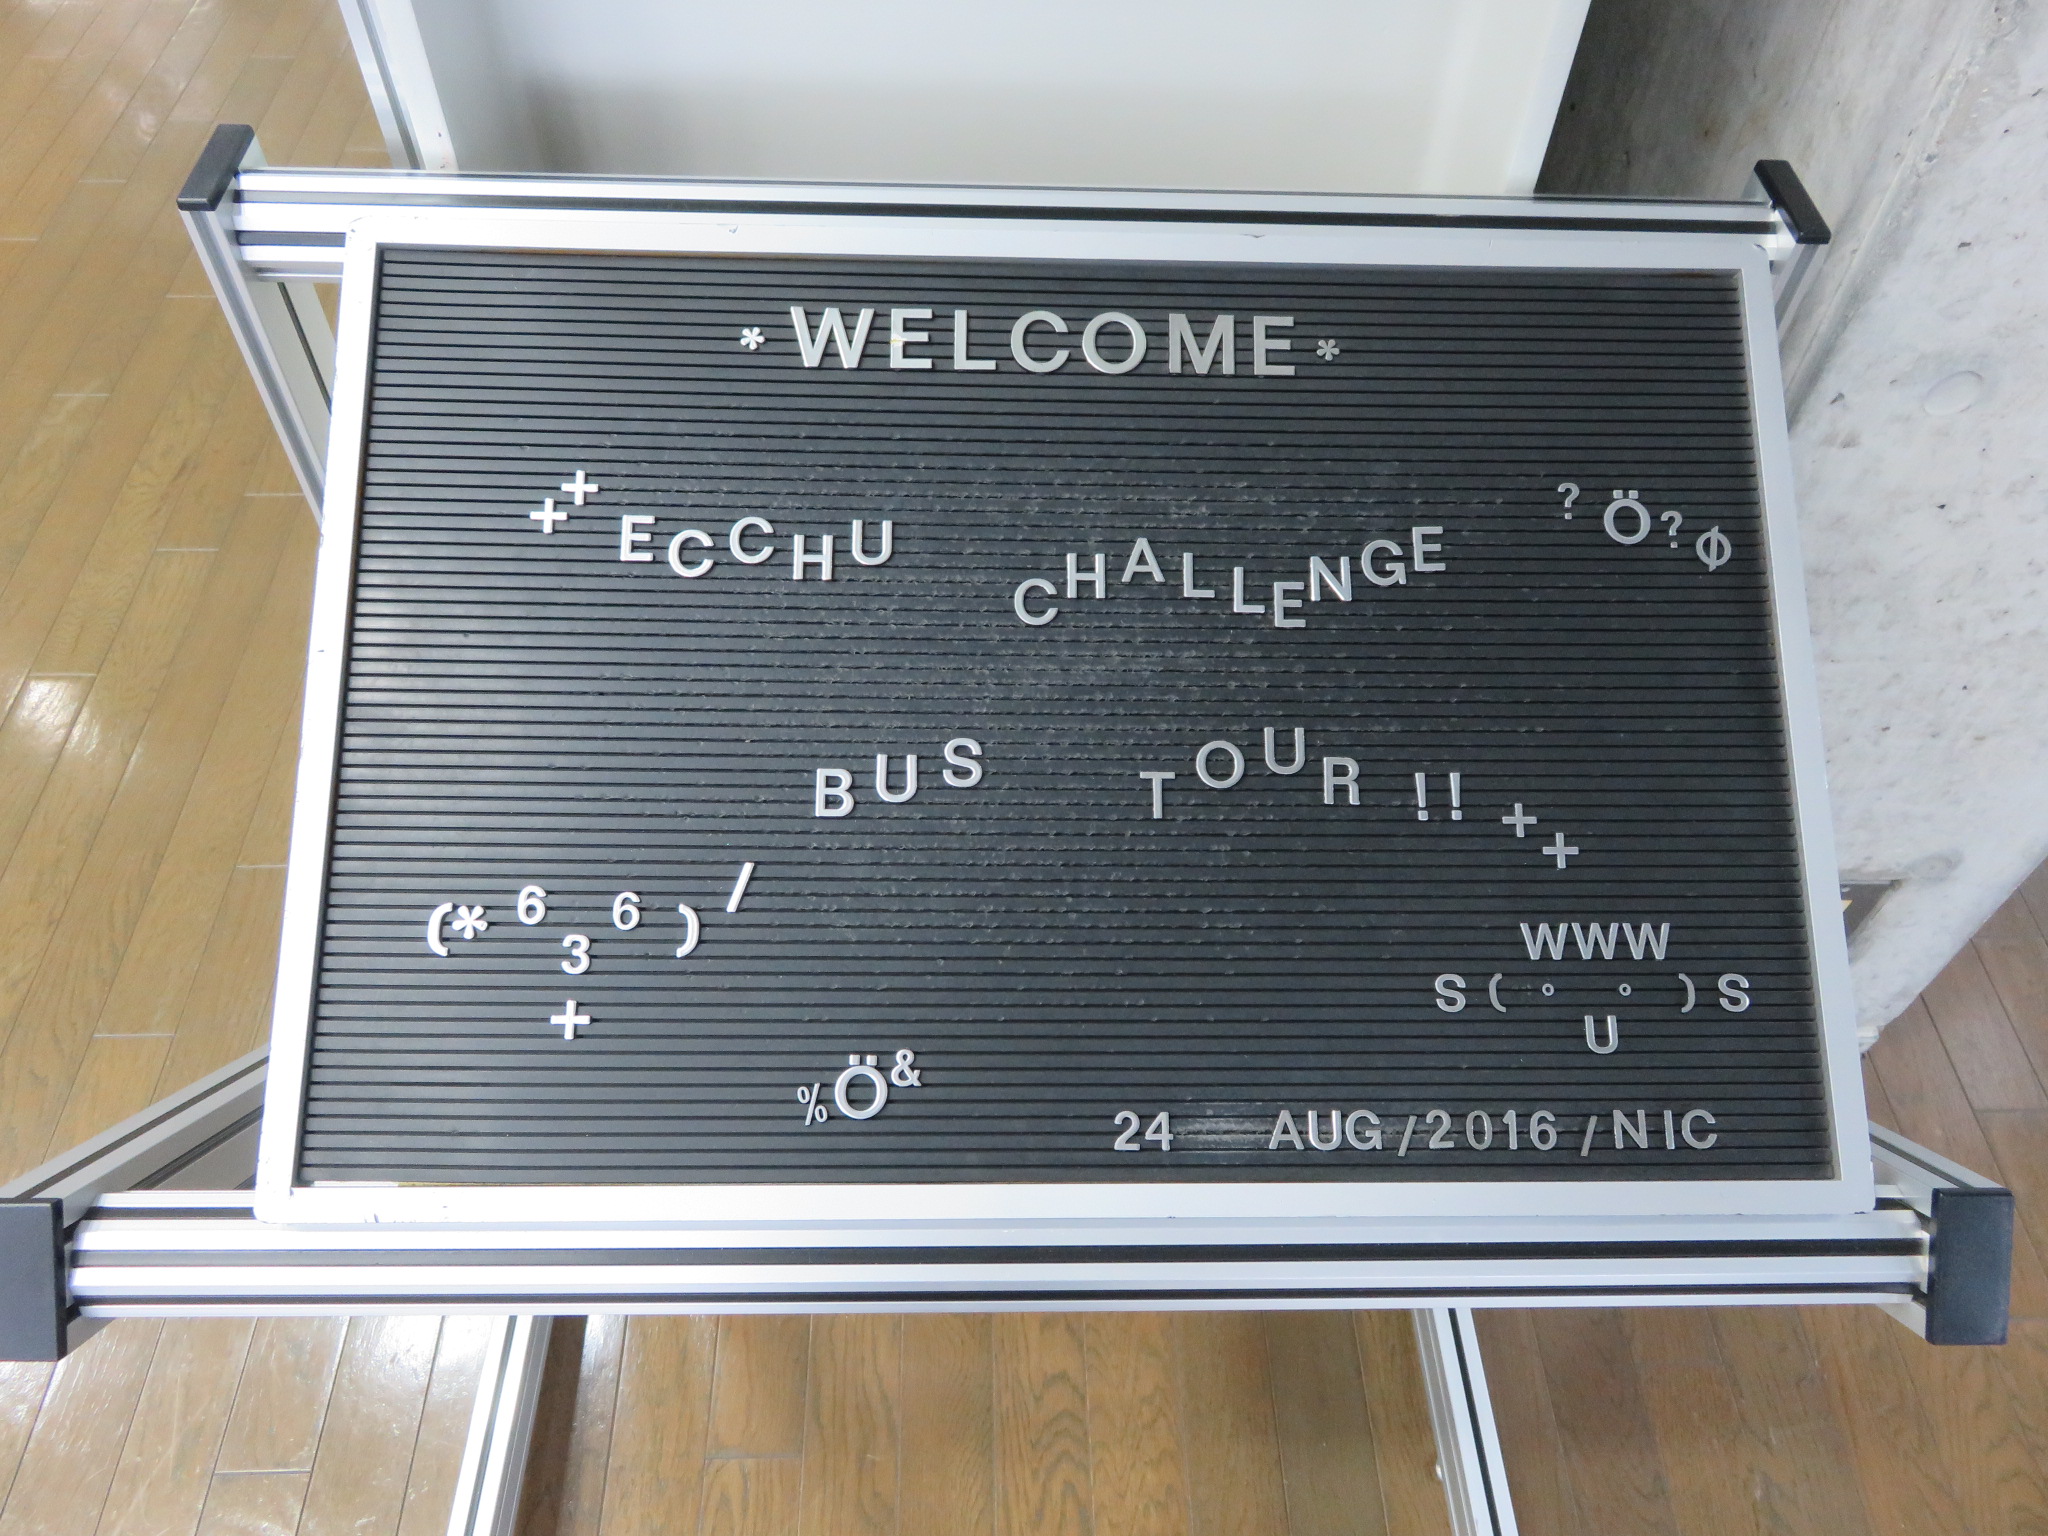 *WELCOME*
++ ECCHU CHALLENGE ?Ö?Ø
BUS TOUR !! ++
(*6 3 6)/
+
WWW
S(° °)S
U
%Ö&
24 AUG/2016/NIC